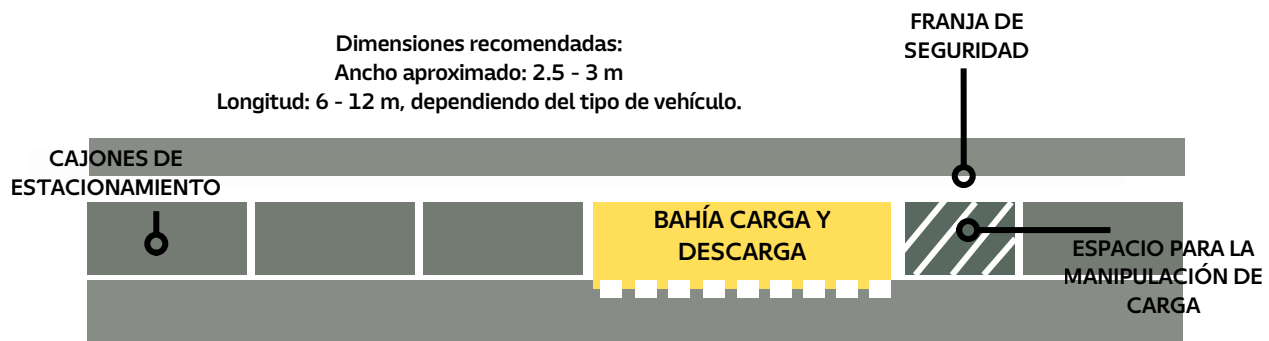 FRANJA DE
SEGURIDAD
Dimensiones recomendadas:
Ancho aproximado: 2.5 - 3 m
Longitud: 6 - 12 m, dependiendo del tipo de vehículo.
CAJONES DE
ESTACIONAMIENTO
BAHÍA CARGA Y
DESCARGA
ESPACIO PARA LA
MANIPULACIÓN DE
CARGA